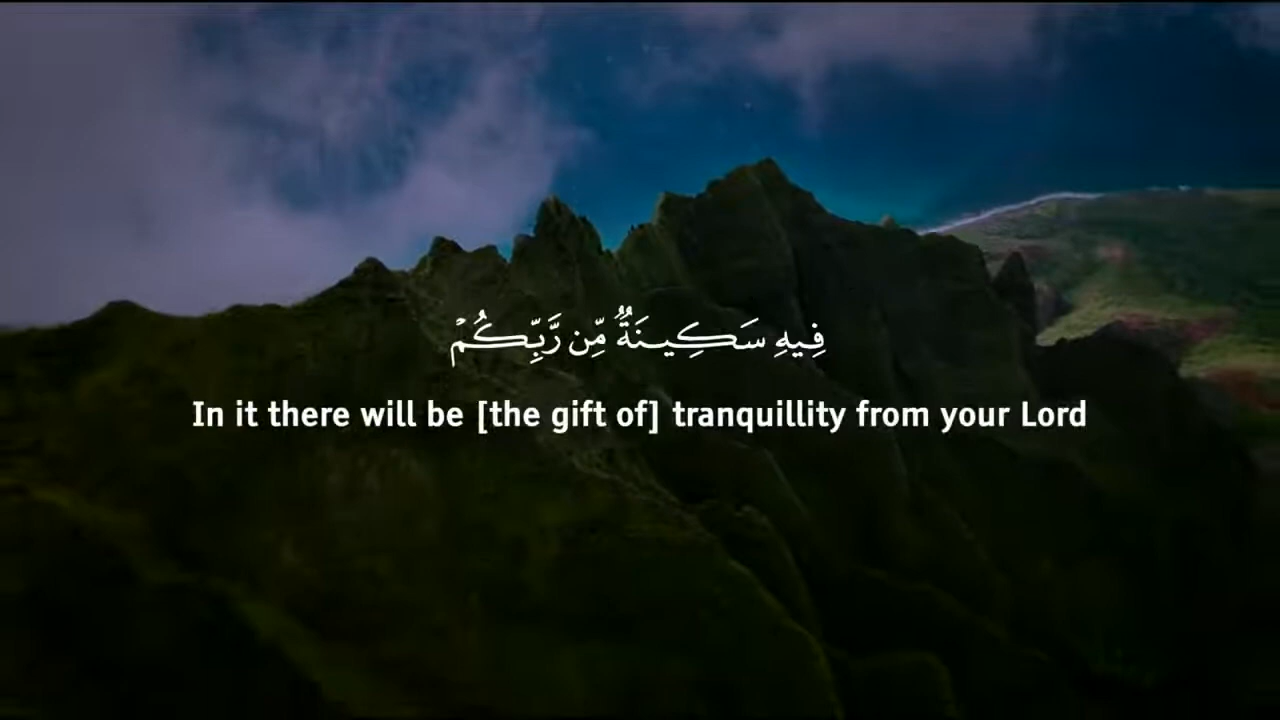 فِيهِ سَكِينَةٌ مِّن رَّبِّكُمْ
In it there will be [the gift of] tranquillity from your Lord